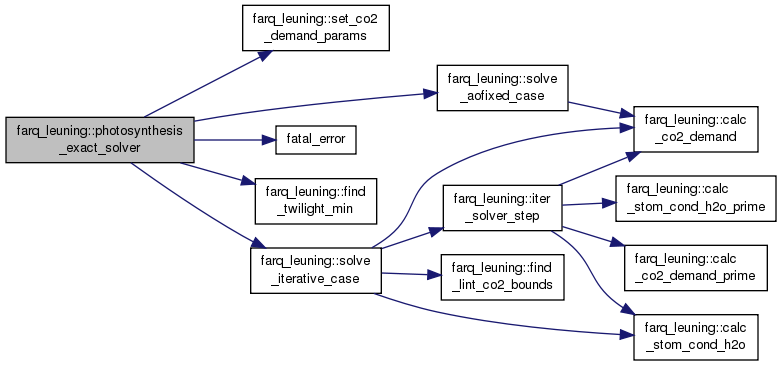 farq_leuning::set_co2
_demand_params
farq_leuning::solve
_aofixed_case
farq_leuning::calc
_co2_demand
farq_leuning::photosynthesis
_exact_solver
fatal_error
farq_leuning::find
_twilight_min
farq_leuning::iter
_solver_step
farq_leuning::calc
_stom_cond_h2o_prime
farq_leuning::solve
_iterative_case
farq_leuning::find
_lint_co2_bounds
farq_leuning::calc
_co2_demand_prime
farq_leuning::calc
_stom_cond_h2o